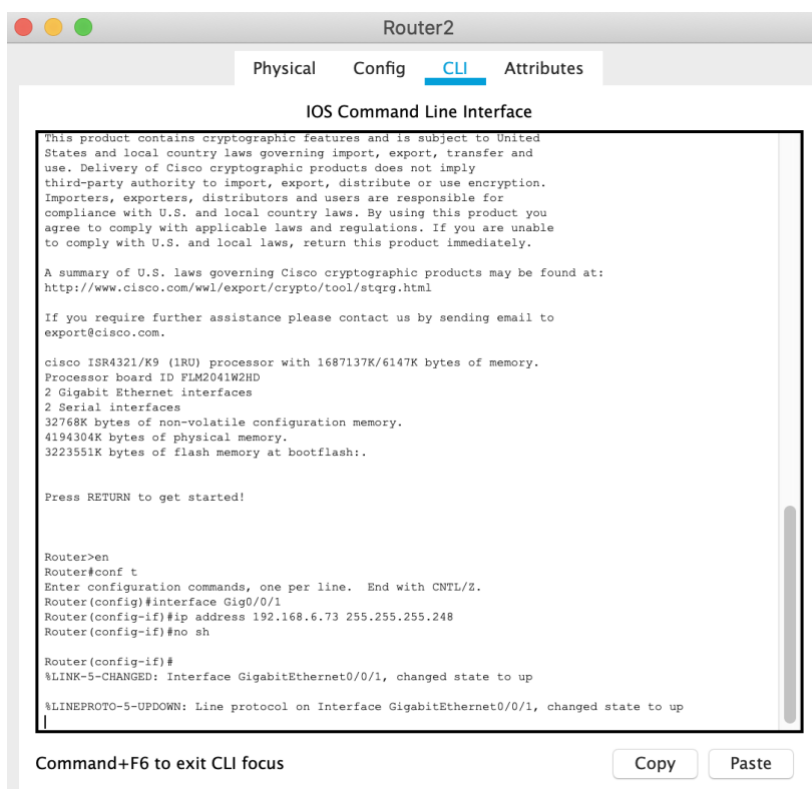 Router2
Physical Config CLI Attributes
IOS Command Line Interface
This product contains cryptographic features and is subject to United
States and local country laws governing import, export, transfer and
use. Delivery of Cisco cryptographic products does not imply
third-party authority to import, export, distribute or use encryption.
Importers, exporters, distributors and users are responsible for
compliance with U.S. and local country laws. By using this product you
agree to comply with applicable laws and regulations. If you are unable
to comply with U.S. and local laws, return this product immediately.
A summary of U.S. laws governing Cisco cryptographic products may be found at:
http://www.cisco.com/wwl/export/crypto/tool/stqrg.html
If you require further assistance please contact us by sending email to
export@cisco.com.
cisco ISR4321/K9 (1RU) processor with 1687137K/6147K bytes of memory.
Processor board ID FLM2041W2HD
2 Gigabit Ethernet interfaces
2 Serial interfaces
32768K bytes of non-volatile configuration memory.
4194304K bytes of physical memory.
3223551K bytes of flash memory at bootflash:.
Press RETURN to get started!
Router>en
Router#conf t
Enter configuration commands, one per line. End with CNTL/Z.
Router(config)#interface Gig0/0/1
Router(config-if)#ip address 192.168.6.73 255.255.255.248
Router(config-if)#no sh
Router(config-if)#
%LINK-5-CHANGED: Interface GigabitEthernet0/0/1, changed state to up
%LINEPROTO-5-UPDOWN: Line protocol on Interface GigabitEthernet0/0/1, changed state to up
Command+F6 to exit CLI focus
Copy Paste